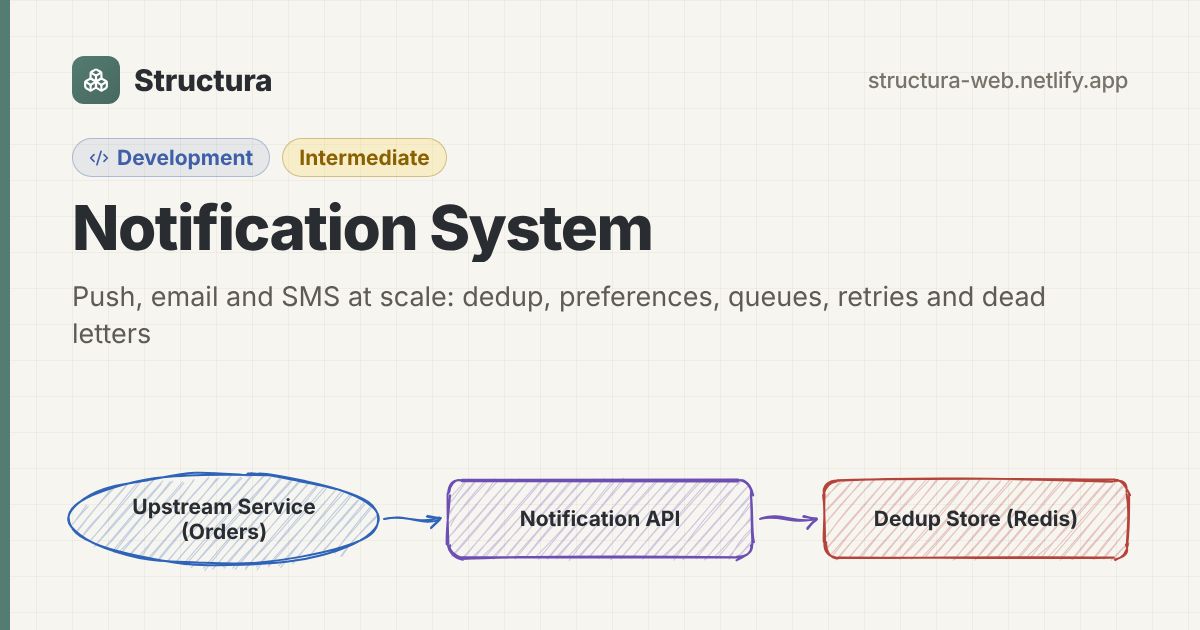 Structura
structura-web.netlify.app
Development
Intermediate
Notification System
Push, email and SMS at scale: dedup, preferences, queues, retries and dead
letters
Upstream Service
(Orders)
Notification API
Dedup Store (Redis)